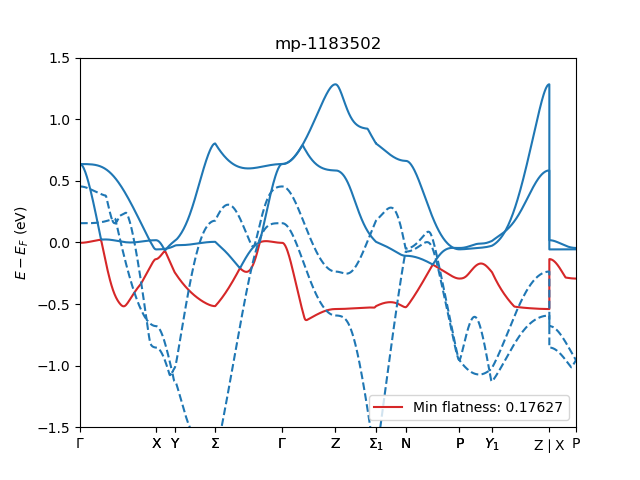 mp-1183502
E − E_F (eV)
1.5
1.0
0.5
0.0
−0.5
−1.0
−1.5
Min flatness: 0.17627
Γ X Y Σ Γ Z Σ₁ N P Y₁ Z | X P